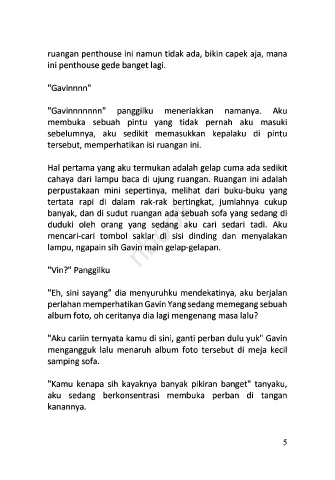 ruangan penthouse ini namun tidak ada, bikin capek aja, mana
ini penthouse gede banget lagi.
"Gavinnnn"
"Gavinnnnnnn" panggilku meneriakkan namanya. Aku
membuka sebuah pintu yang tidak pernah aku masuki
sebelumnya, aku sedikit memasukkan kepalaku di pintu
tersebut, memperhatikan isi ruangan ini.
Hal pertama yang aku termukan adalah gelap cuma ada sedikit
cahaya dari lampu baca di ujung ruangan. Ruangan ini adalah
perpustakaan mini sepertinya, melihat dari buku-buku yang
tertata rapi di dalam rak-rak bertingkat, jumlahnya cukup
banyak, dan di sudut ruangan ada sebuah sofa yang sedang di
duduki oleh orang yang sedang aku cari sedari tadi. Aku
mencari-cari tombol saklar di sisi dinding dan menyalakan
lampu, ngapain sih Gavin main gelap-gelapan.
"Vin?" Panggilku
"Eh, sini sayang" dia menyuruhku mendekatinya, aku berjalan
perlahan memperhatikan Gavin Yang sedang memegang sebuah
album foto, oh ceritanya dia lagi mengenang masa lalu?
"Aku cariin ternyata kamu di sini, ganti perban dulu yuk" Gavin
mengangguk lalu menaruh album foto tersebut di meja kecil
samping sofa.
"Kamu kenapa sih kayaknya banyak pikiran banget" tanyaku,
aku sedang berkonsentrasi membuka perban di tangan
kanannya.
5